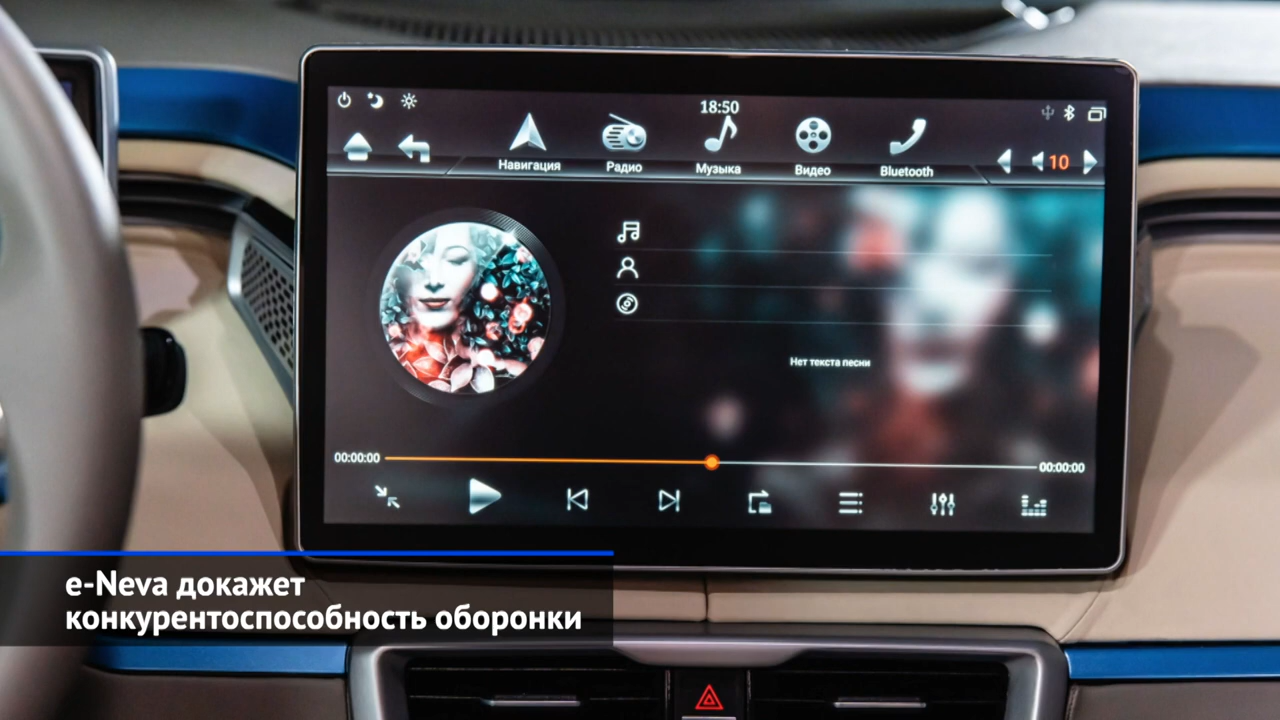 18:50
Навигация
Радио
Музыка
Видео
Bluetooth
10
Нет текста песни
00:00:00
00:00:00
e-Neva докажет
конкурентоспособность оборонки